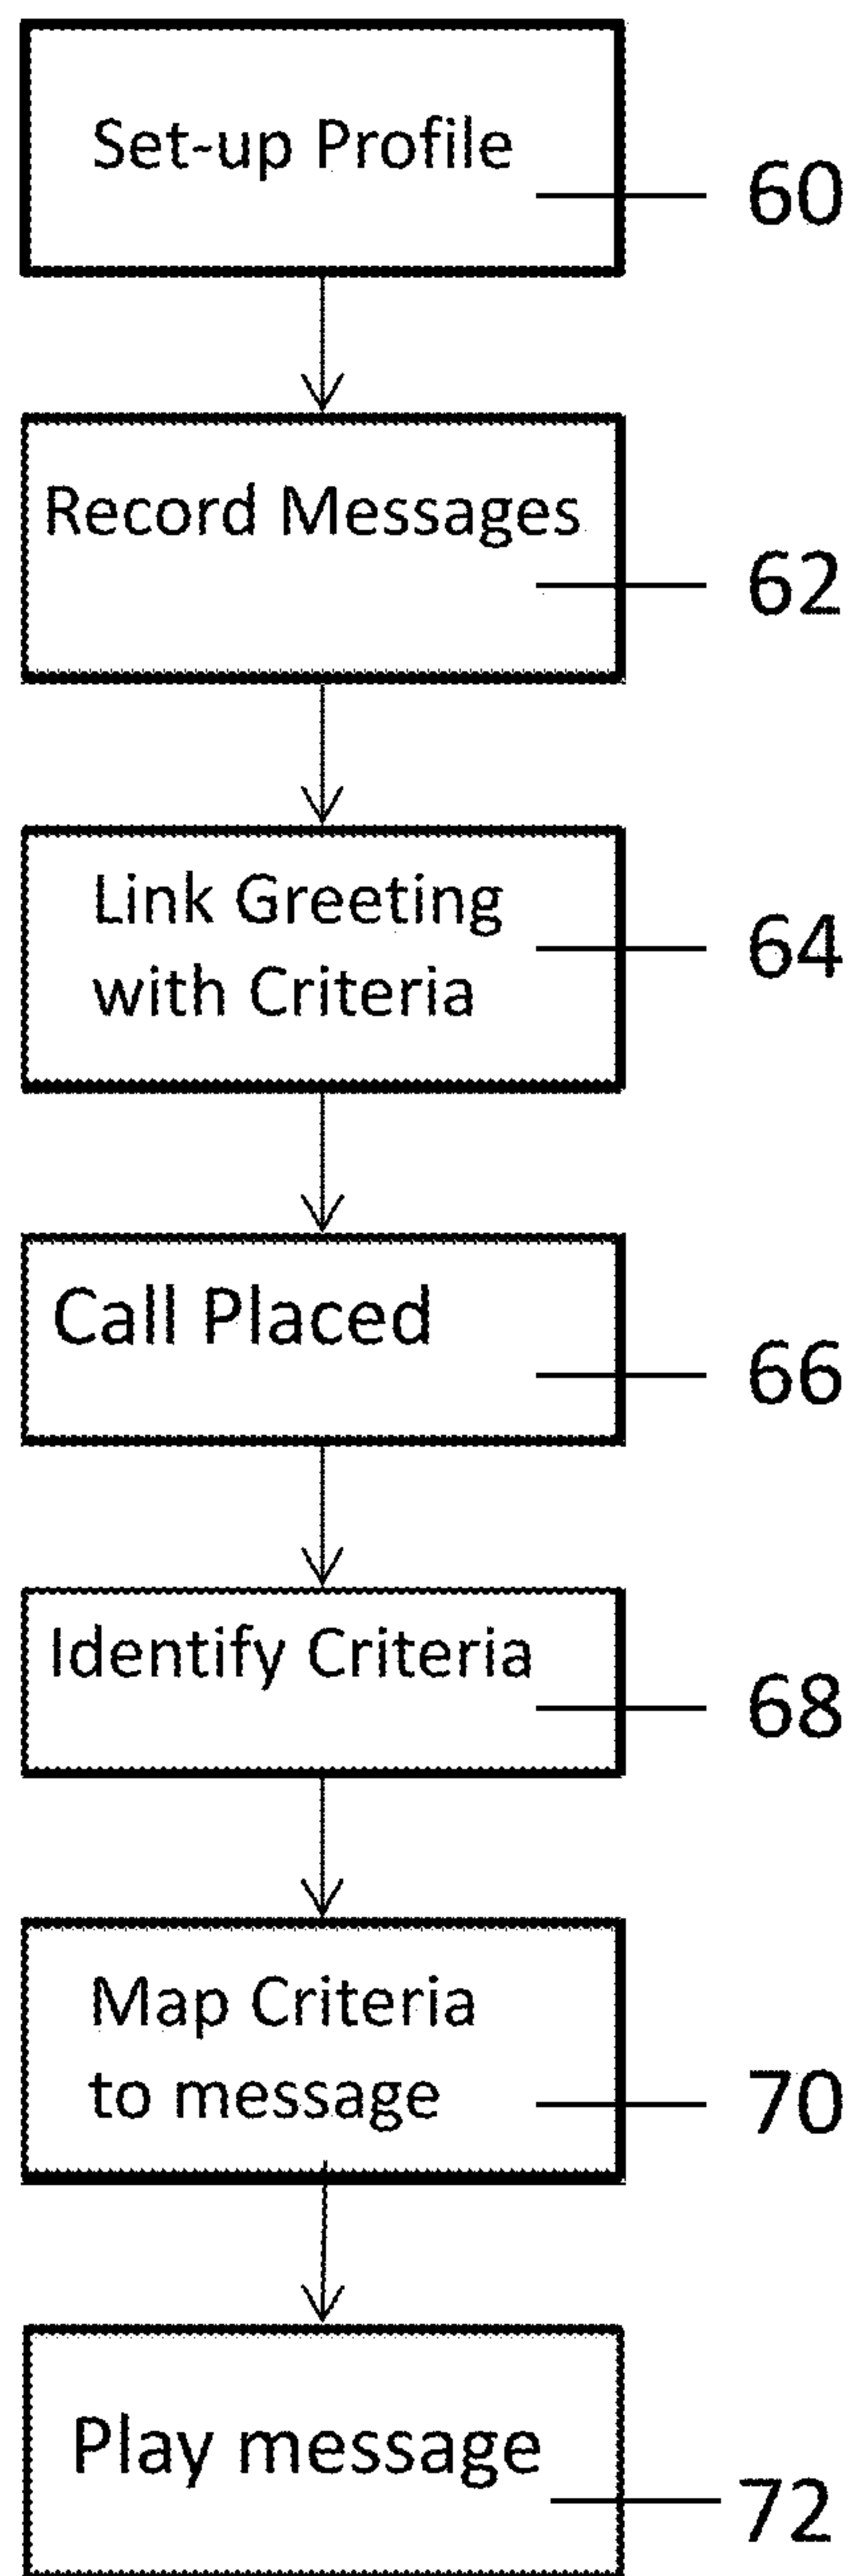 Set-up Profile
60
Record Messages
62
Link Greeting
with Criteria
64
Call Placed
66
Identify Criteria
68
Map Criteria
to message
70
Play message
72